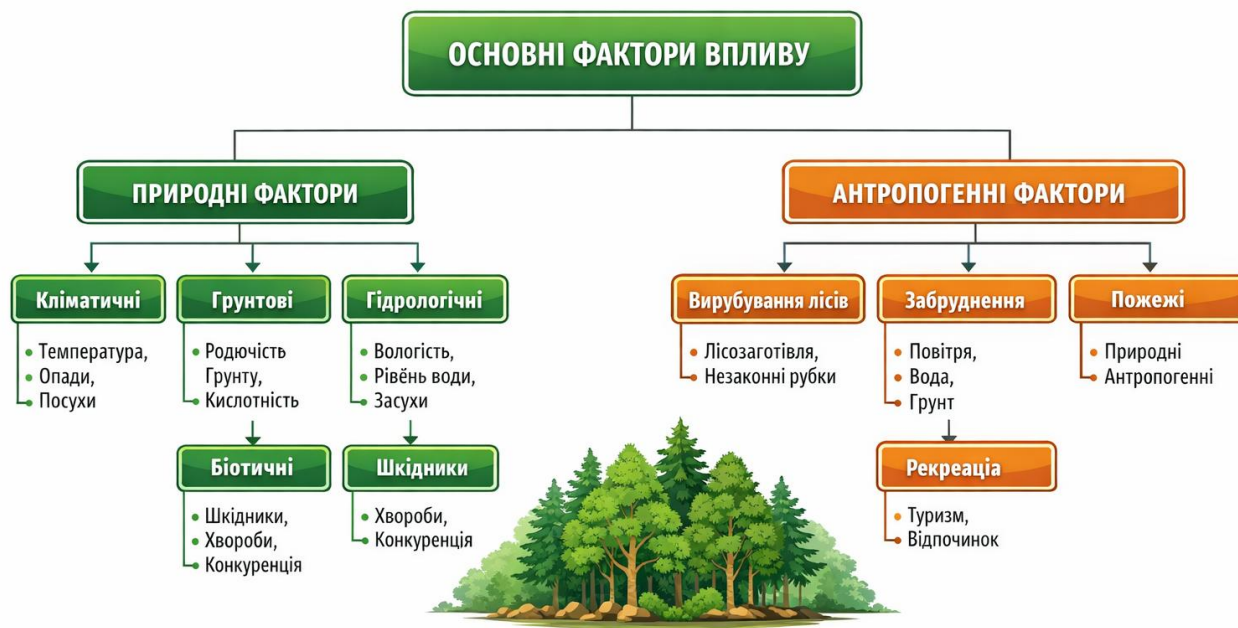 ОСНОВНІ ФАКТОРИ ВПЛИВУ
ПРИРОДНІ ФАКТОРИ
АНТРОПОГЕННІ ФАКТОРИ
Кліматичні
Температура,
Опади,
Посухи
Грунтові
Родючість
Грунту,
Кислотність
Гідрологічні
Вологість,
Рівёнь води,
Засухи
Біотичні
Шкідники,
Хвороби,
Конкуренція
Шкідники
Хвороби,
Конкуренція
Вирубування лісів
Лісозаготівля,
Незаконні рубки
Забруднення
Повітря,
Вода,
Грунт
Пожежі
Природні
Антропогенні
Рекреаціа
Туризм,
Відпочинок